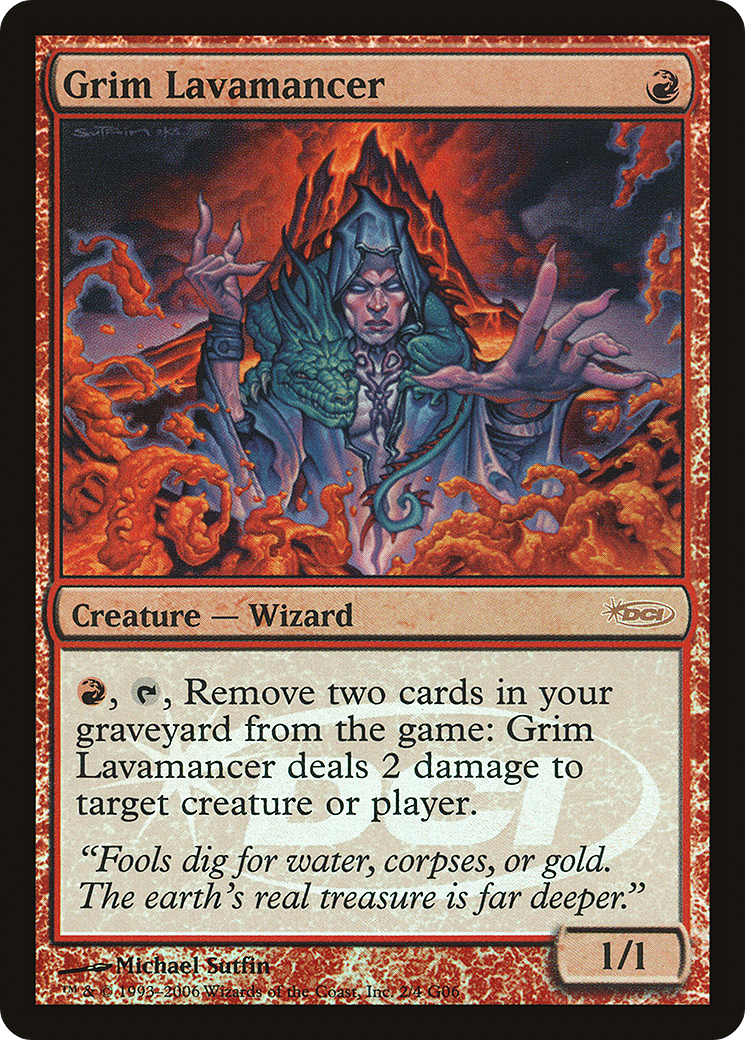 Grim Lavamancer
Creature — Wizard
DCI
, , Remove two cards in your
graveyard from the game: Grim
Lavamancer deals 2 damage to
target creature or player.
DCI
“Fools dig for water, corpses, or gold.
The earth’s real treasure is far deeper.”
1/1
Michael Sutfin
™ & © 1993–2006 Wizards of the Coast, Inc. 2/4 G06